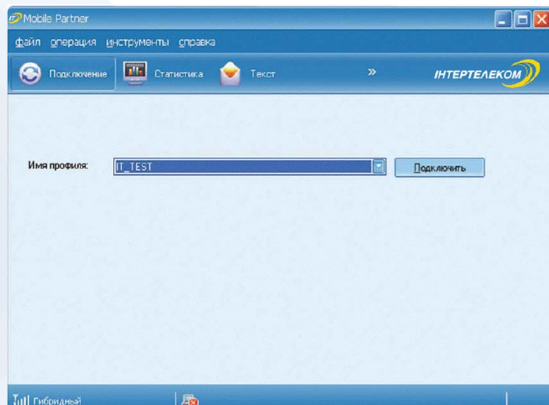 Mobile Partner
файл операция инструменты справка
Подключение Статистика Текст » ІНТЕРТЕЛЕКОМ
Имя профиля: IT_TEST Подключить
Гибридный